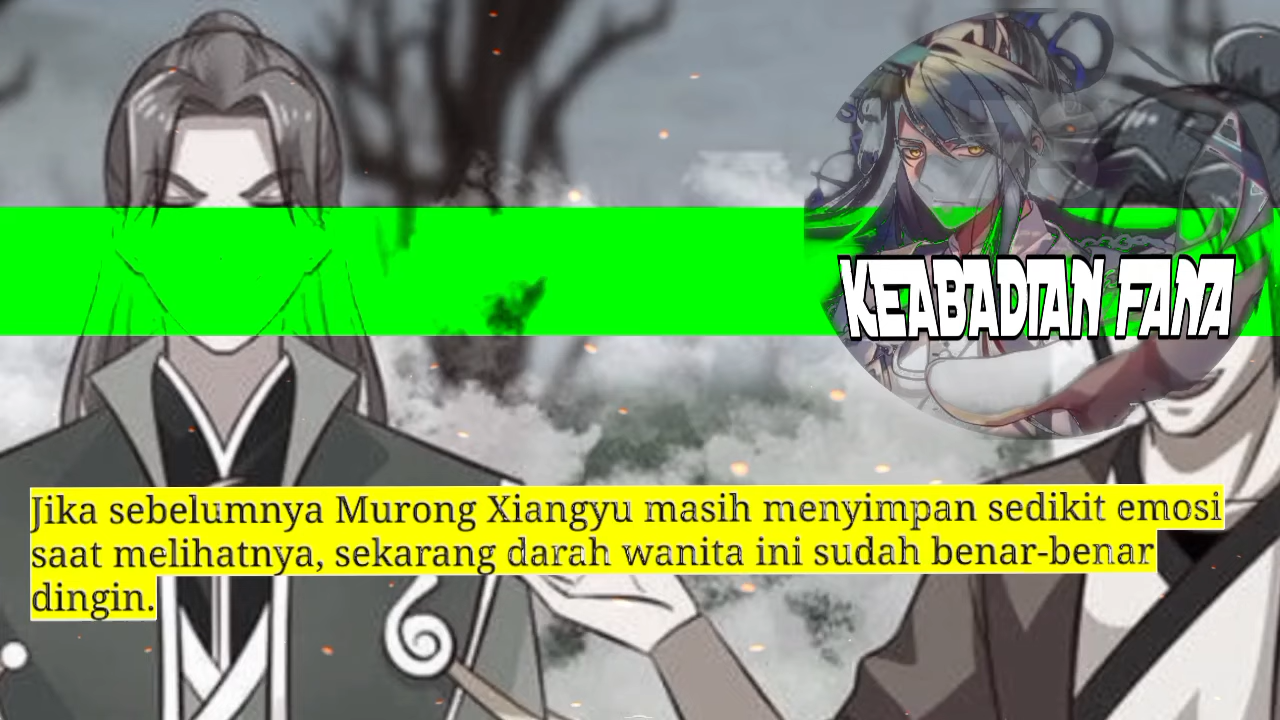 KEABADIAN FANA
Jika sebelumnya Murong Xiangyu masih menyimpan sedikit emosi
saat melihatnya, sekarang darah wanita ini sudah benar-benar
dingin.